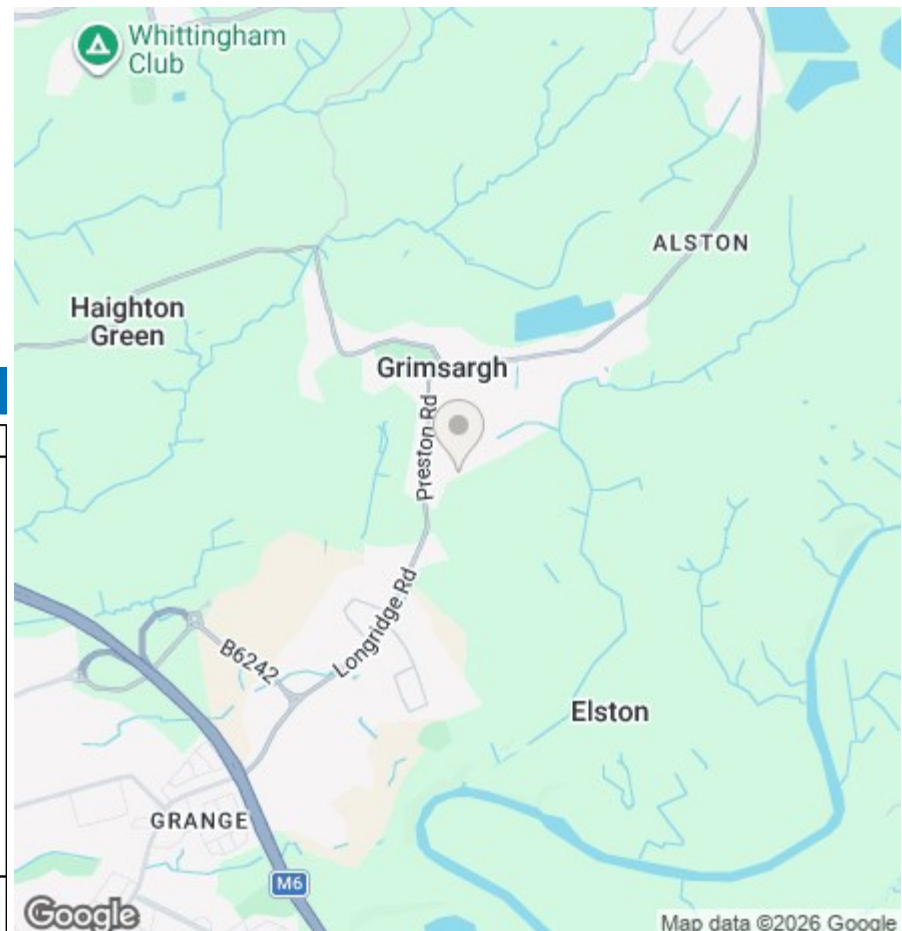 Whittingham
Club
ALSTON
Haighton
Green
Grimsargh
Preston Rd
Longridge Rd
B6242
Elston
GRANGE
M6
Google
Map data ©2026 Google